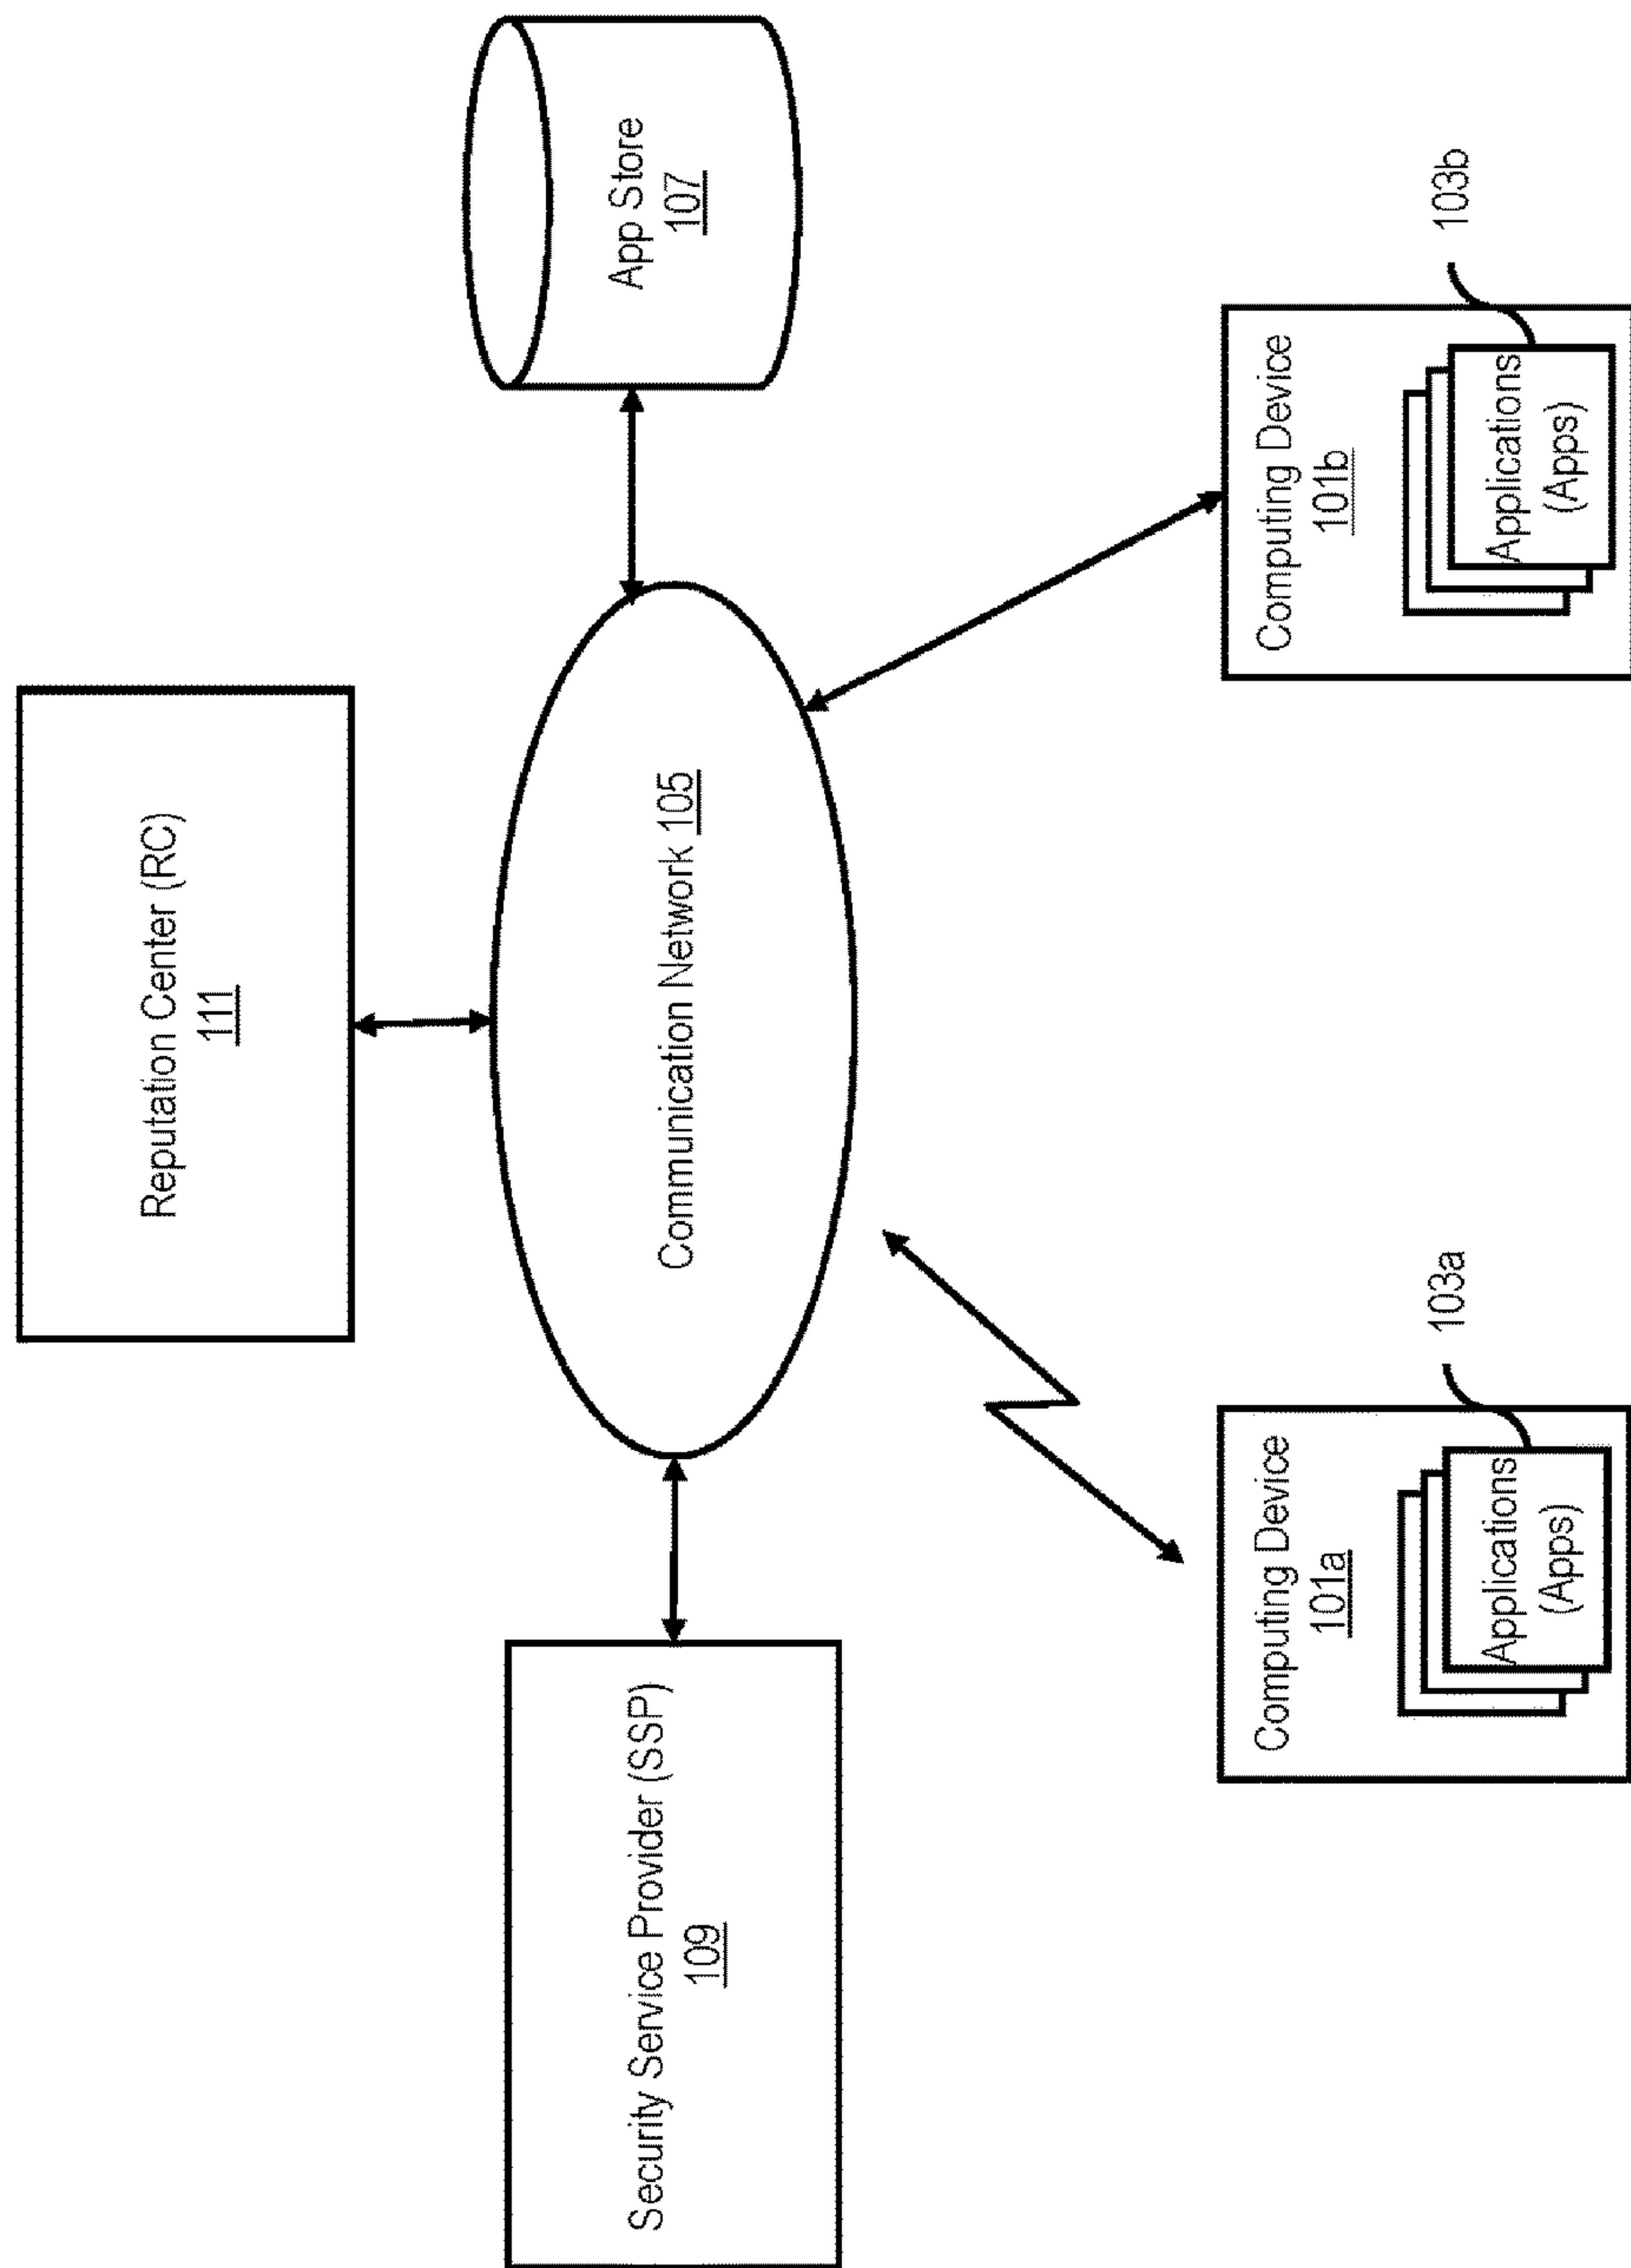 Reputation Center (RC)
111
Security Service Provider (SSP)
109
Communication Network 105
App Store
107
Computing Device
101a
Applications
(Apps)
103a
Computing Device
101b
Applications
(Apps)
103b